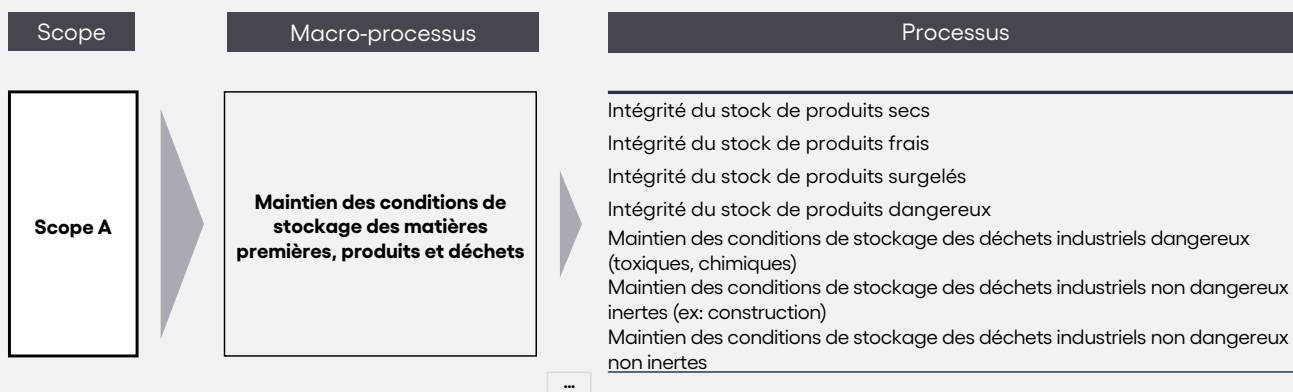 Scope
Macro-processus
Processus
Scope A
Maintien des conditions de
stockage des matières
premières, produits et déchets
Intégrité du stock de produits secs
Intégrité du stock de produits frais
Intégrité du stock de produits surgelés
Intégrité du stock de produits dangereux
Maintien des conditions de stockage des déchets industriels dangereux
(toxiques, chimiques)
Maintien des conditions de stockage des déchets industriels non dangereux
inertes (ex: construction)
Maintien des conditions de stockage des déchets industriels non dangereux
non inertes
...